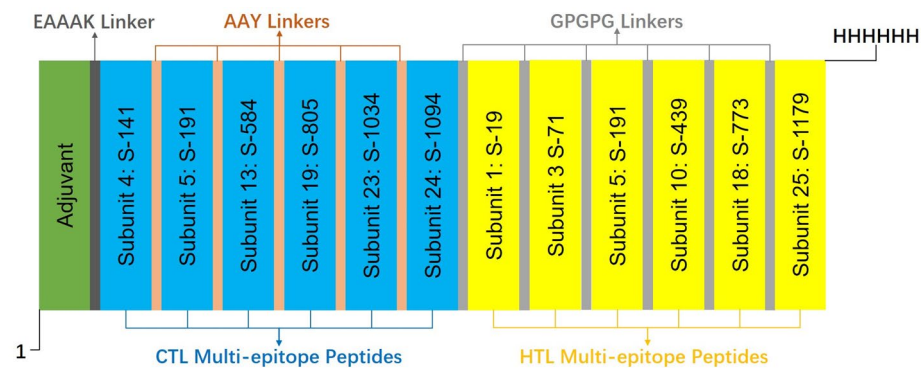 EAAAK Linker
AAY Linkers
GPGPG Linkers
HHHHHH
Adjuvant
Subunit 4: S-141
Subunit 5: S-191
Subunit 13: S-584
Subunit 19: S-805
Subunit 23: S-1034
Subunit 24: S-1094
Subunit 1: S-19
Subunit 3 S-71
Subunit 5: S-191
Subunit 10: S-439
Subunit 18: S-773
Subunit 25: S-1179
1
CTL Multi-epitope Peptides
HTL Multi-epitope Peptides